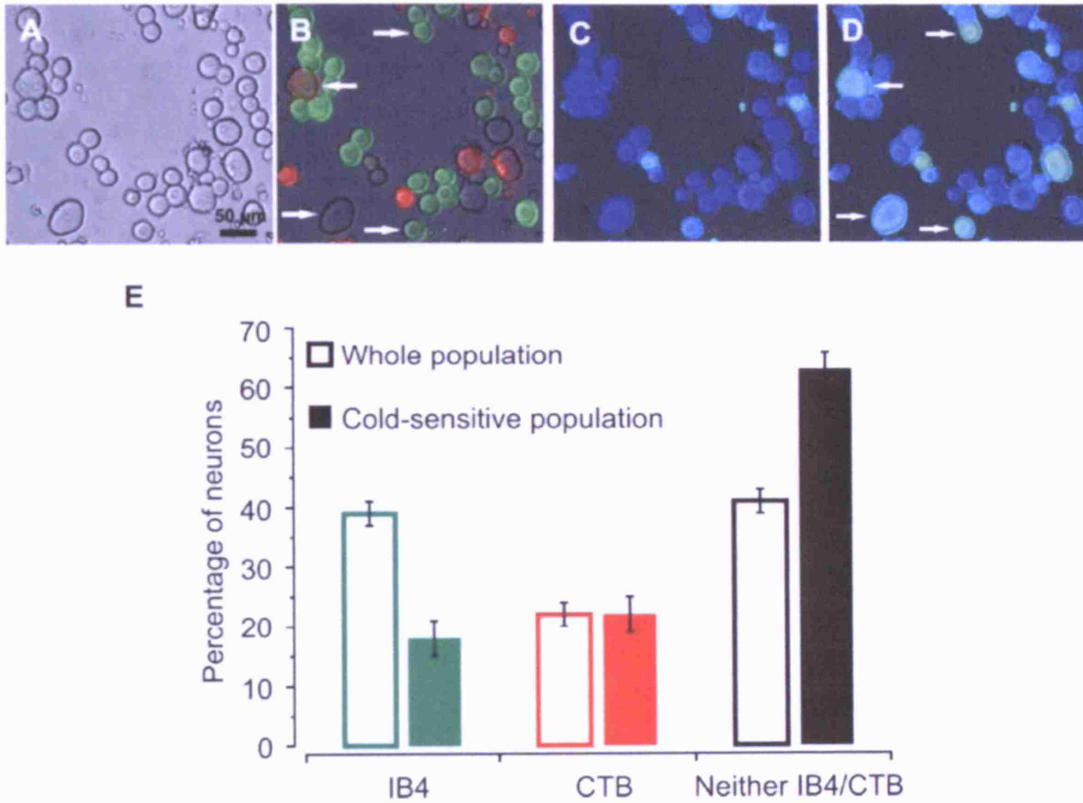 A
B
C
D
50 µm
E
70
60
50
40
30
20
10
0
Percentage of neurons
Whole population
Cold-sensitive population
IB4
CTB
Neither IB4/CTB